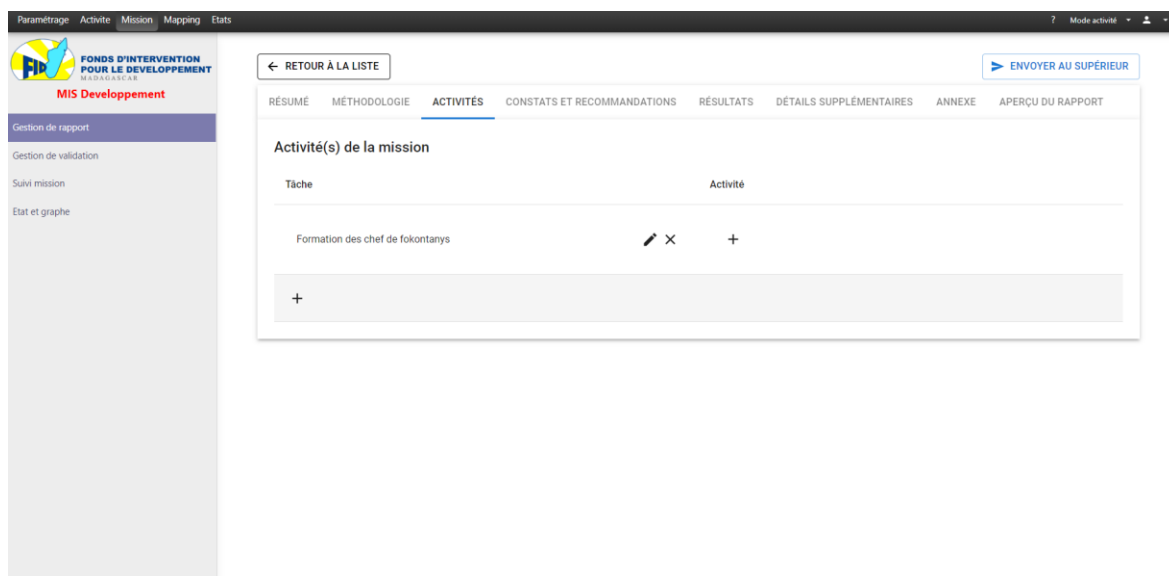 Paramétrage Activite Mission Mapping Etats ? Mode activité
FID
FONDS D'INTERVENTION
POUR LE DEVELOPPEMENT
MADAGASCAR
MIS Developpement
Gestion de rapport
Gestion de validation
Suivi mission
Etat et graphe
RETOUR À LA LISTE
ENVOYER AU SUPÉRIEUR
RÉSUMÉ MÉTHODOLOGIE ACTIVITÉS CONSTATS ET RECOMMANDATIONS RÉSULTATS DÉTAILS SUPPLÉMENTAIRES ANNEXE APERÇU DU RAPPORT
Activité(s) de la mission
Tâche Activité
Formation des chef de fokontanys